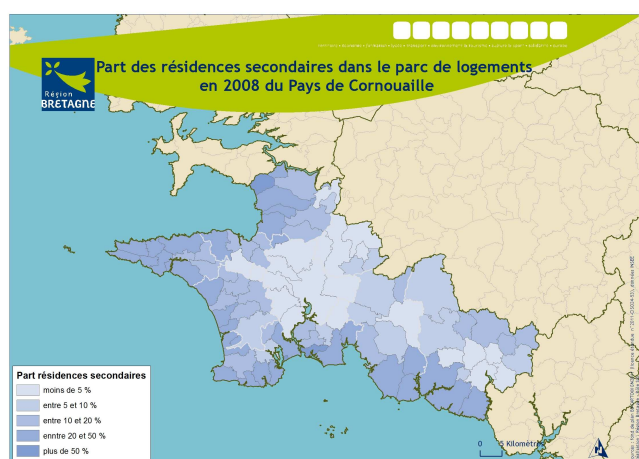 Part des résidences secondaires dans le parc de logements
en 2008 du Pays de Cornouaille
Région
BRETAGNE
Part résidences secondaires
moins de 5 %
entre 5 et 10 %
entre 10 et 20 %
enntre 20 et 50 %
plus de 50 %
0 5 Kilomètres
N